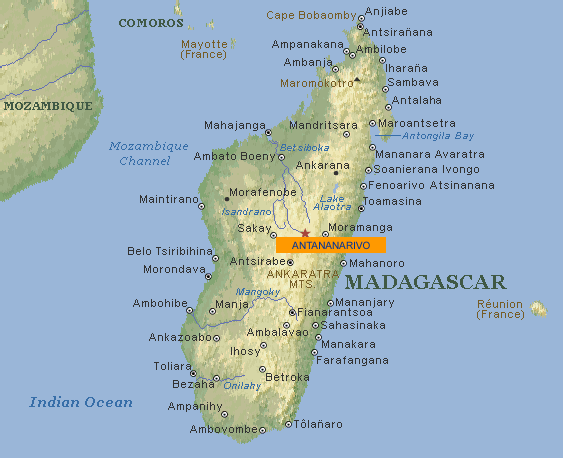 Cape Bobaomby
Anjiabe
COMOROS
Antsirañana
Mayotte
(France)
Ampanakana
Ambilobe
Ambanja
Iharaña
Maromokotro
Sambava
MOZAMBIQUE
Antalaha
Mahajanga
Mandritsara
Maroantsetra
Antongila Bay
Mozambique
Channel
Betsiboka
Ambato Boeny
Mananara Avaratra
Ankarana
Soanierana Ivongo
Fenoarivo Atsinanana
Morafenobe
Maintirano
Lake
Alaotra
Toamasina
Isandrano
Sakay
Moramanga
ANTANANARIVO
Belo Tsiribihina
Antsirabe
Mahanoro
Morondava
ANKARATRA
MTS.
MADAGASCAR
Mangoky
Ambohibe
Manja
Mananjary
Réunion
(France)
Fianarantsoa
Ambalavao
Sahasinaka
Ankazoabo
Manakara
Ihosy
Farafangana
Toliara
Bezaha
Onilahy
Betroka
Indian Ocean
Ampanihy
Tôlañaro
Ambovombe